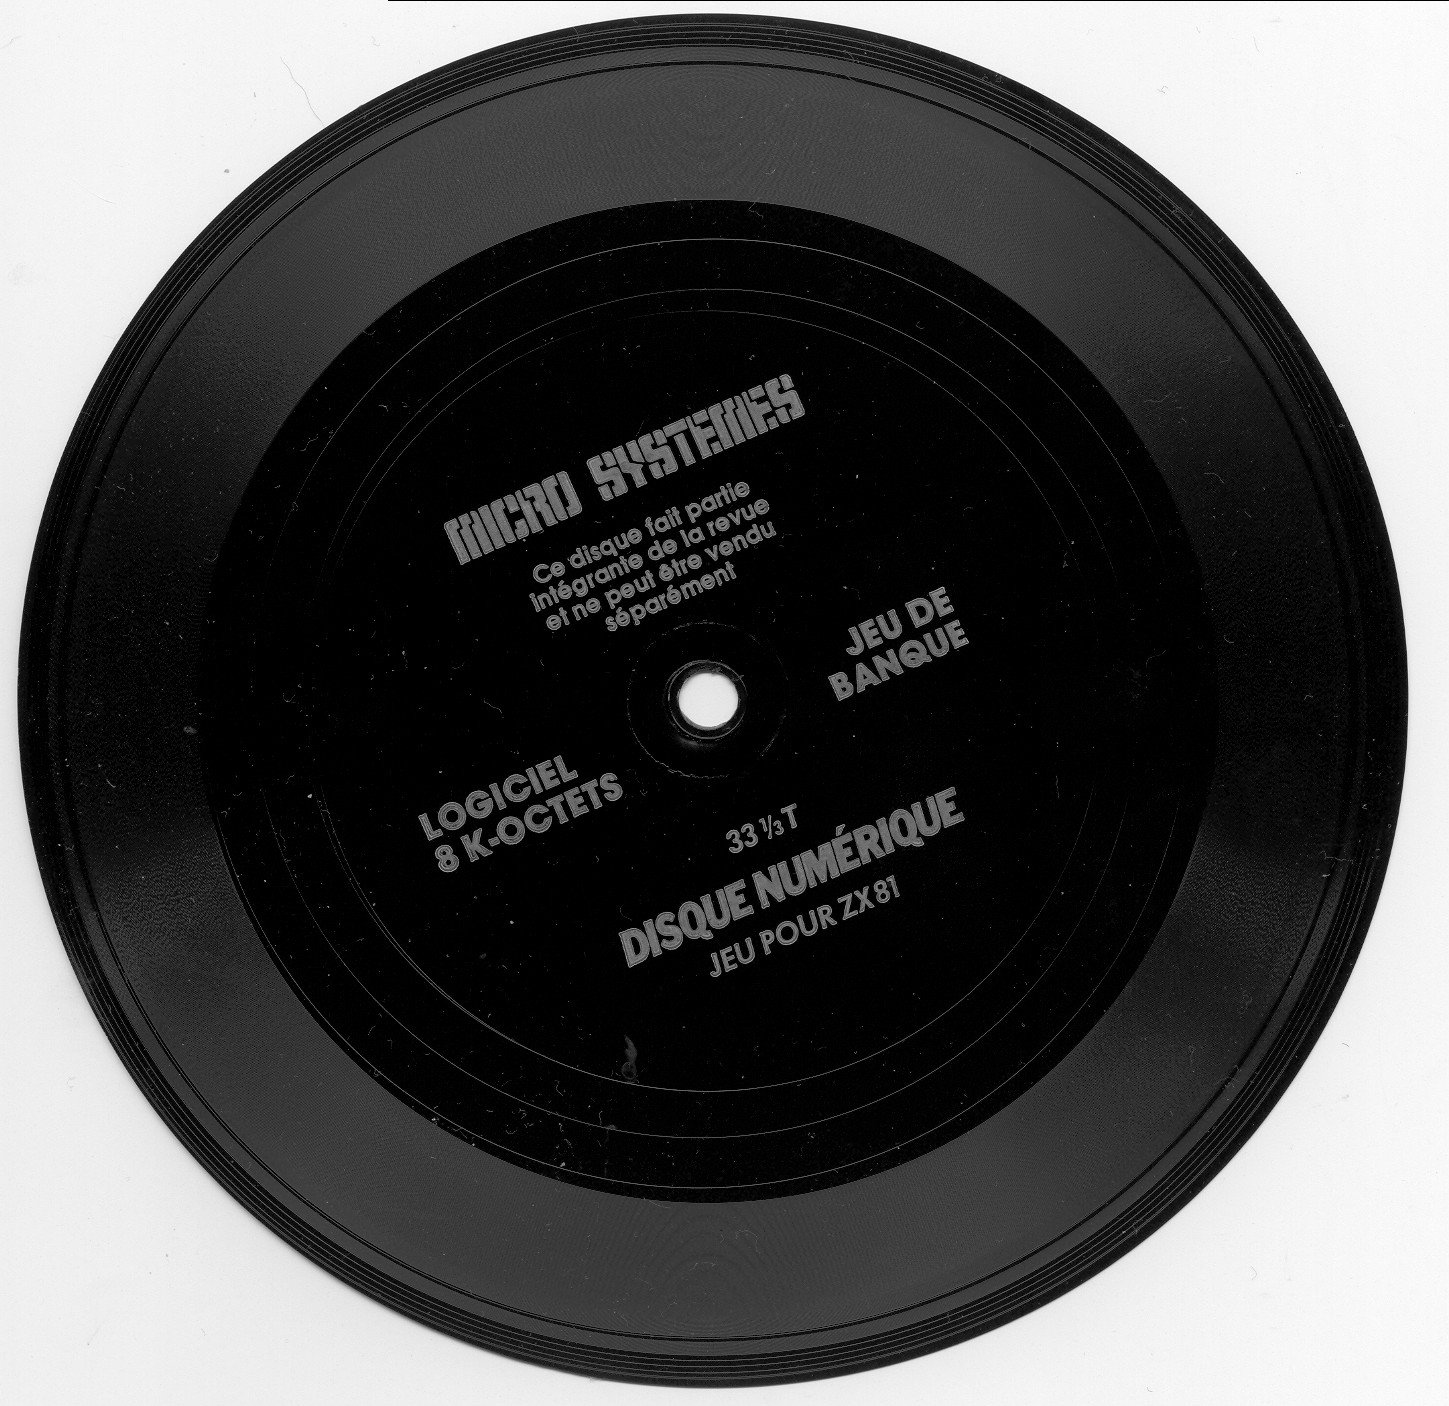 MICRO SYSTEMES
Ce disque fait partie
intégrante de la revue
et ne peut être vendu
séparément
JEU DE
BANQUE
LOGICIEL
8 K-OCTETS
33 1/3 T
DISQUE NUMÉRIQUE
JEU POUR ZX81